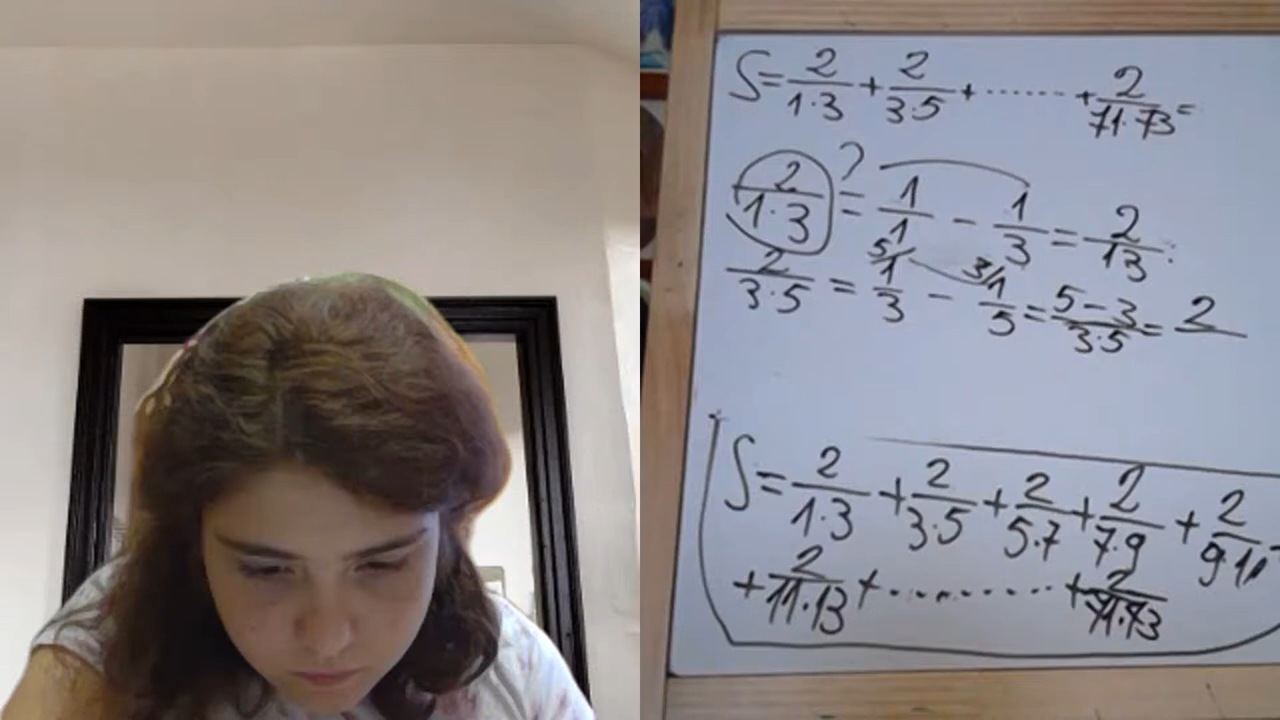 S=2/1·3+2/3·5+......+2/71·73=
2/1·3 ?= 1/1 - 1/3 = 2/13:
2/3·5 = 5/1/3 - 3/1/5 = 5-3/3·5 = 2/
S=2/1·3+2/3·5+2/5·7+2/7·9+2/9·11
+2/11·13+.........+2/71·73